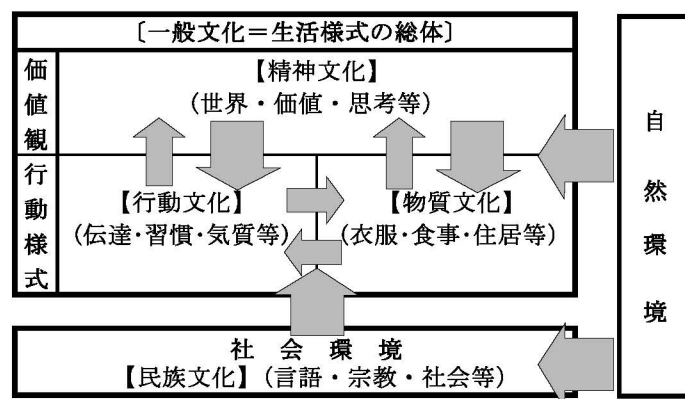 〔一般文化＝生活様式の総体〕
価値観
【精神文化】
（世界・価値・思考等）
行動様式
【行動文化】
（伝達・習慣・気質等）
【物質文化】
（衣服・食事・住居等）
社会環境
【民族文化】（言語・宗教・社会等）
自然環境